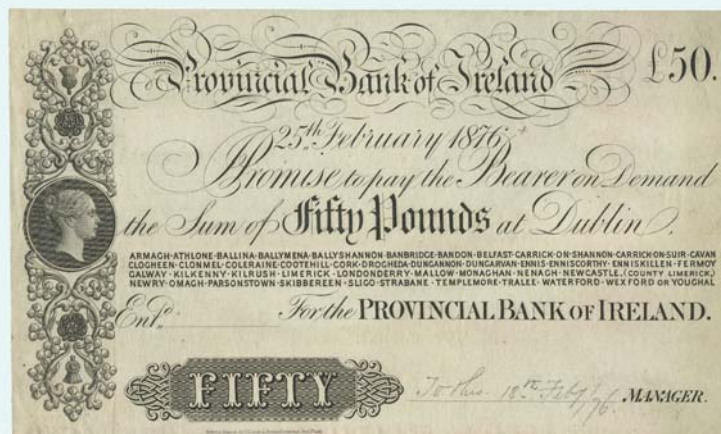 Provincial Bank of Ireland £50.
25th February 1876
Promise to pay the Bearer on Demand
the Sum of Fifty Pounds at Dublin.
ARMAGH·ATHLONE·BALLINA·BALLYMENA·BALLYSHANNON·BANBRIDGE·BANDON·BELFAST·CARRICK-ON-SHANNON·CARRICK ON-SUIR·CAVAN
CLOGHEEN·CLONMEL·COLERAINE·COOTEHILL·CORK·DROGHEDA·DUNGANNON·DUNGARVAN·ENNIS·ENNISCORTHY·ENNISKILLEN·FERMOY
GALWAY·KILKENNY·KILRUSH·LIMERICK·LONDONDERRY·MALLOW·MONAGHAN·NENAGH·NEWCASTLE,(COUNTY LIMERICK,)
NEWRY·OMAGH·PARSONSTOWN·SKIBBEREEN·SLIGO·STRABANE·TEMPLEMORE·TRALEE·WATERFORD·WEXFORD OR YOUGHAL
Entd. For the PROVINCIAL BANK OF IRELAND.
FIFTY 18th Feby/76. MANAGER.